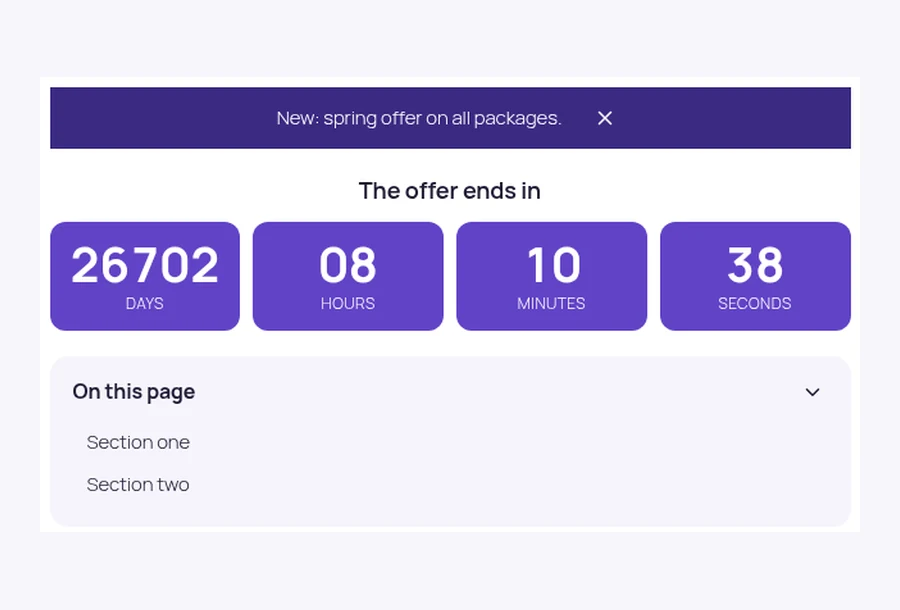 New: spring offer on all packages.
The offer ends in
26702 08 10 38
DAYS HOURS MINUTES SECONDS
On this page
Section one
Section two